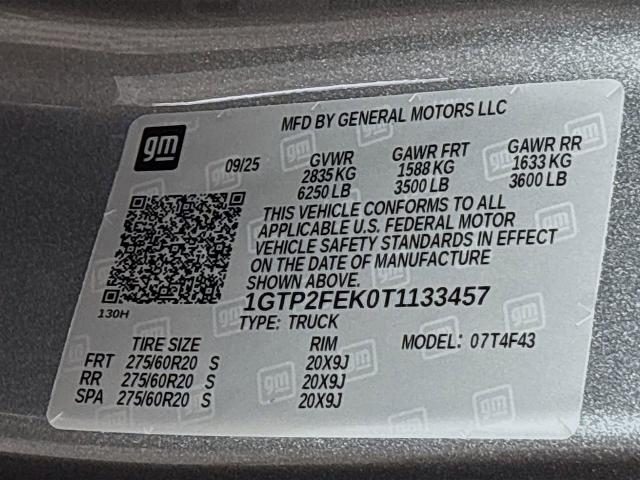 MFD BY GENERAL MOTORS LLC
gm
09/25
GVWR GAWR FRT GAWR RR
2835 KG 1588 KG 1633 KG
6250 LB 3500 LB 3600 LB
THIS VEHICLE CONFORMS TO ALL
APPLICABLE U.S. FEDERAL MOTOR
VEHICLE SAFETY STANDARDS IN EFFECT
ON THE DATE OF MANUFACTURE
SHOWN ABOVE.
130H
1GTP2FEK0T1133457
TYPE: TRUCK
TIRE SIZE RIM MODEL: 07T4F43
FRT 275/60R20 S 20X9J
RR 275/60R20 S 20X9J
SPA 275/60R20 S 20X9J